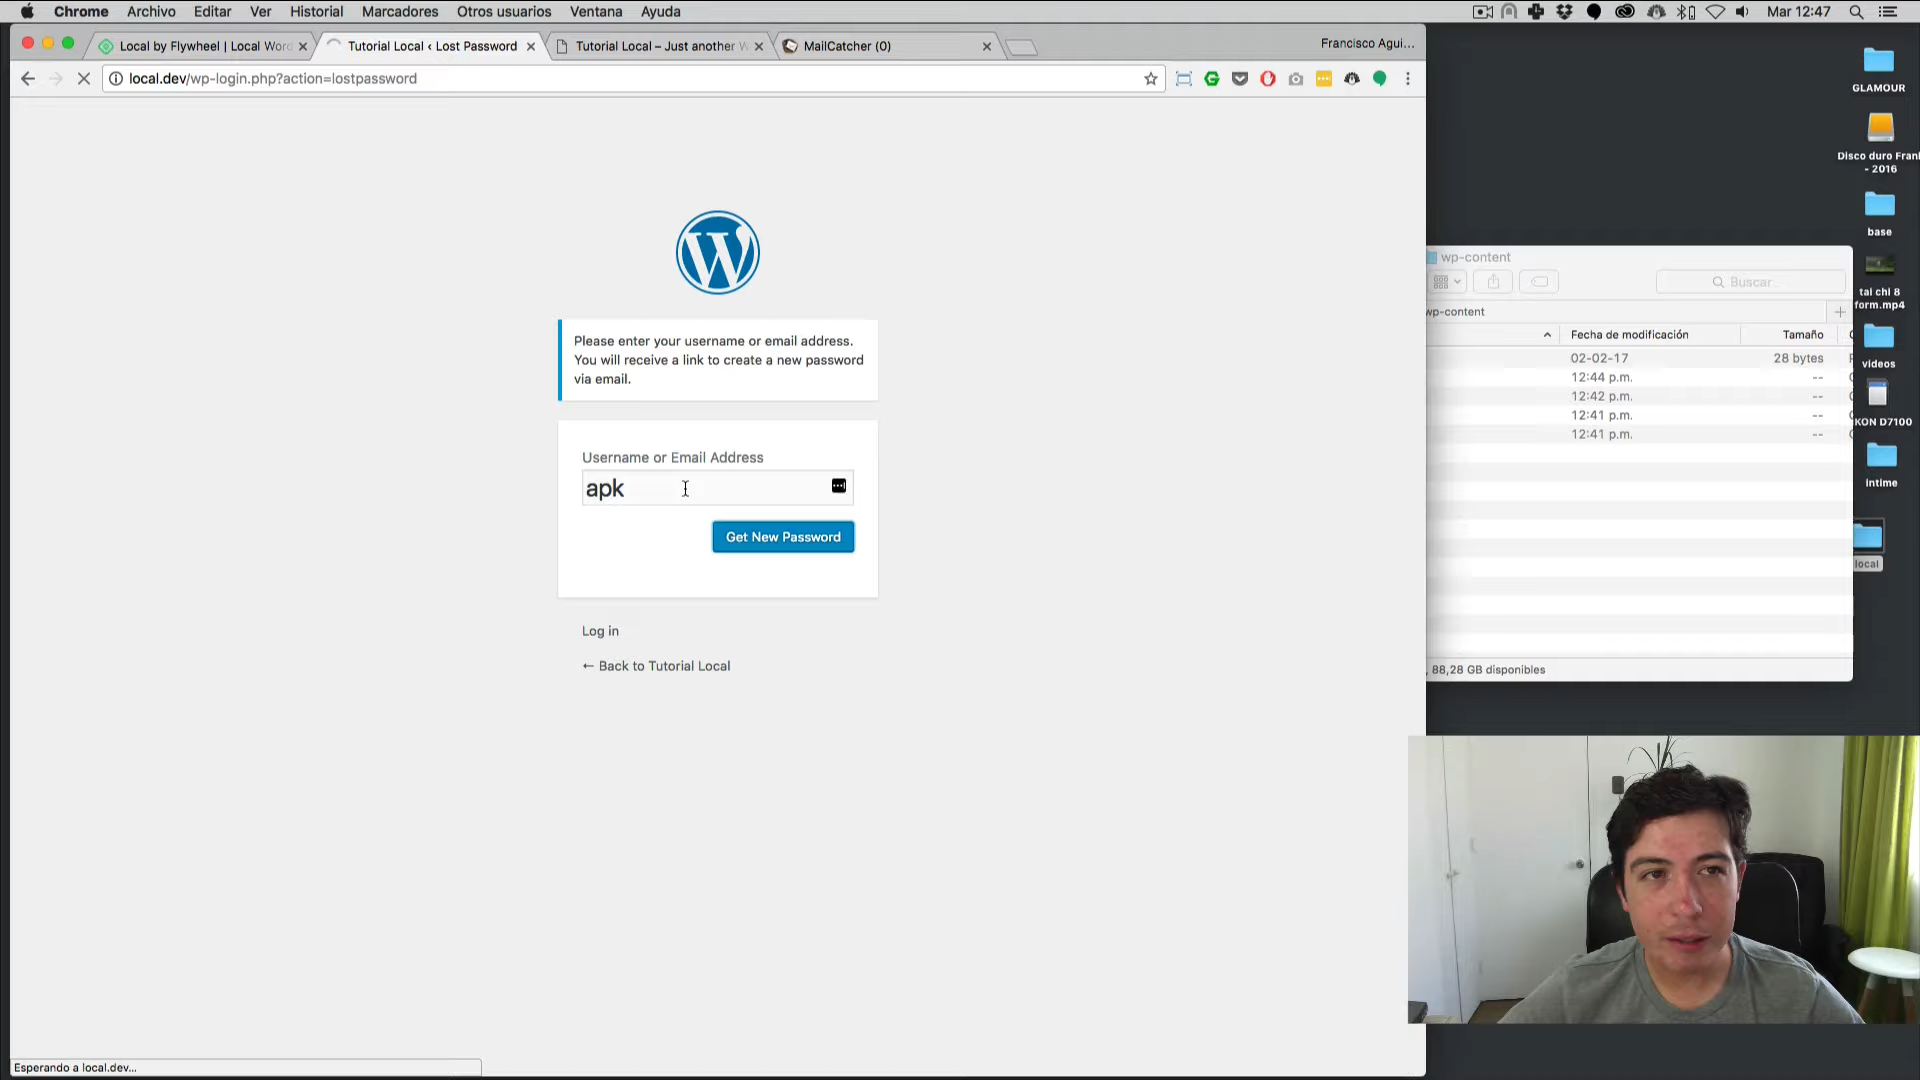 Chrome Archivo Editar Ver Historial Marcadores Otros usuarios Ventana Ayuda
Mar 12:47
Local by Flywheel | Local Word
Tutorial Local ‹ Lost Password
Tutorial Local – Just another W
MailCatcher (0)
Francisco Agui...
local.dev/wp-login.php?action=lostpassword
Please enter your username or email address.
You will receive a link to create a new password
via email.
Username or Email Address
apk
Get New Password
Log in
← Back to Tutorial Local
Esperando a local.dev...
wp-content
Buscar
wp-content
Fecha de modificación Tamaño
02-02-17 28 bytes
12:44 p.m. --
12:42 p.m. --
12:41 p.m. --
12:41 p.m. --
88,28 GB disponibles
GLAMOUR
Disco duro Fran
- 2016
base
tai chi 8
form.mp4
videos
KON D7100
intime
local